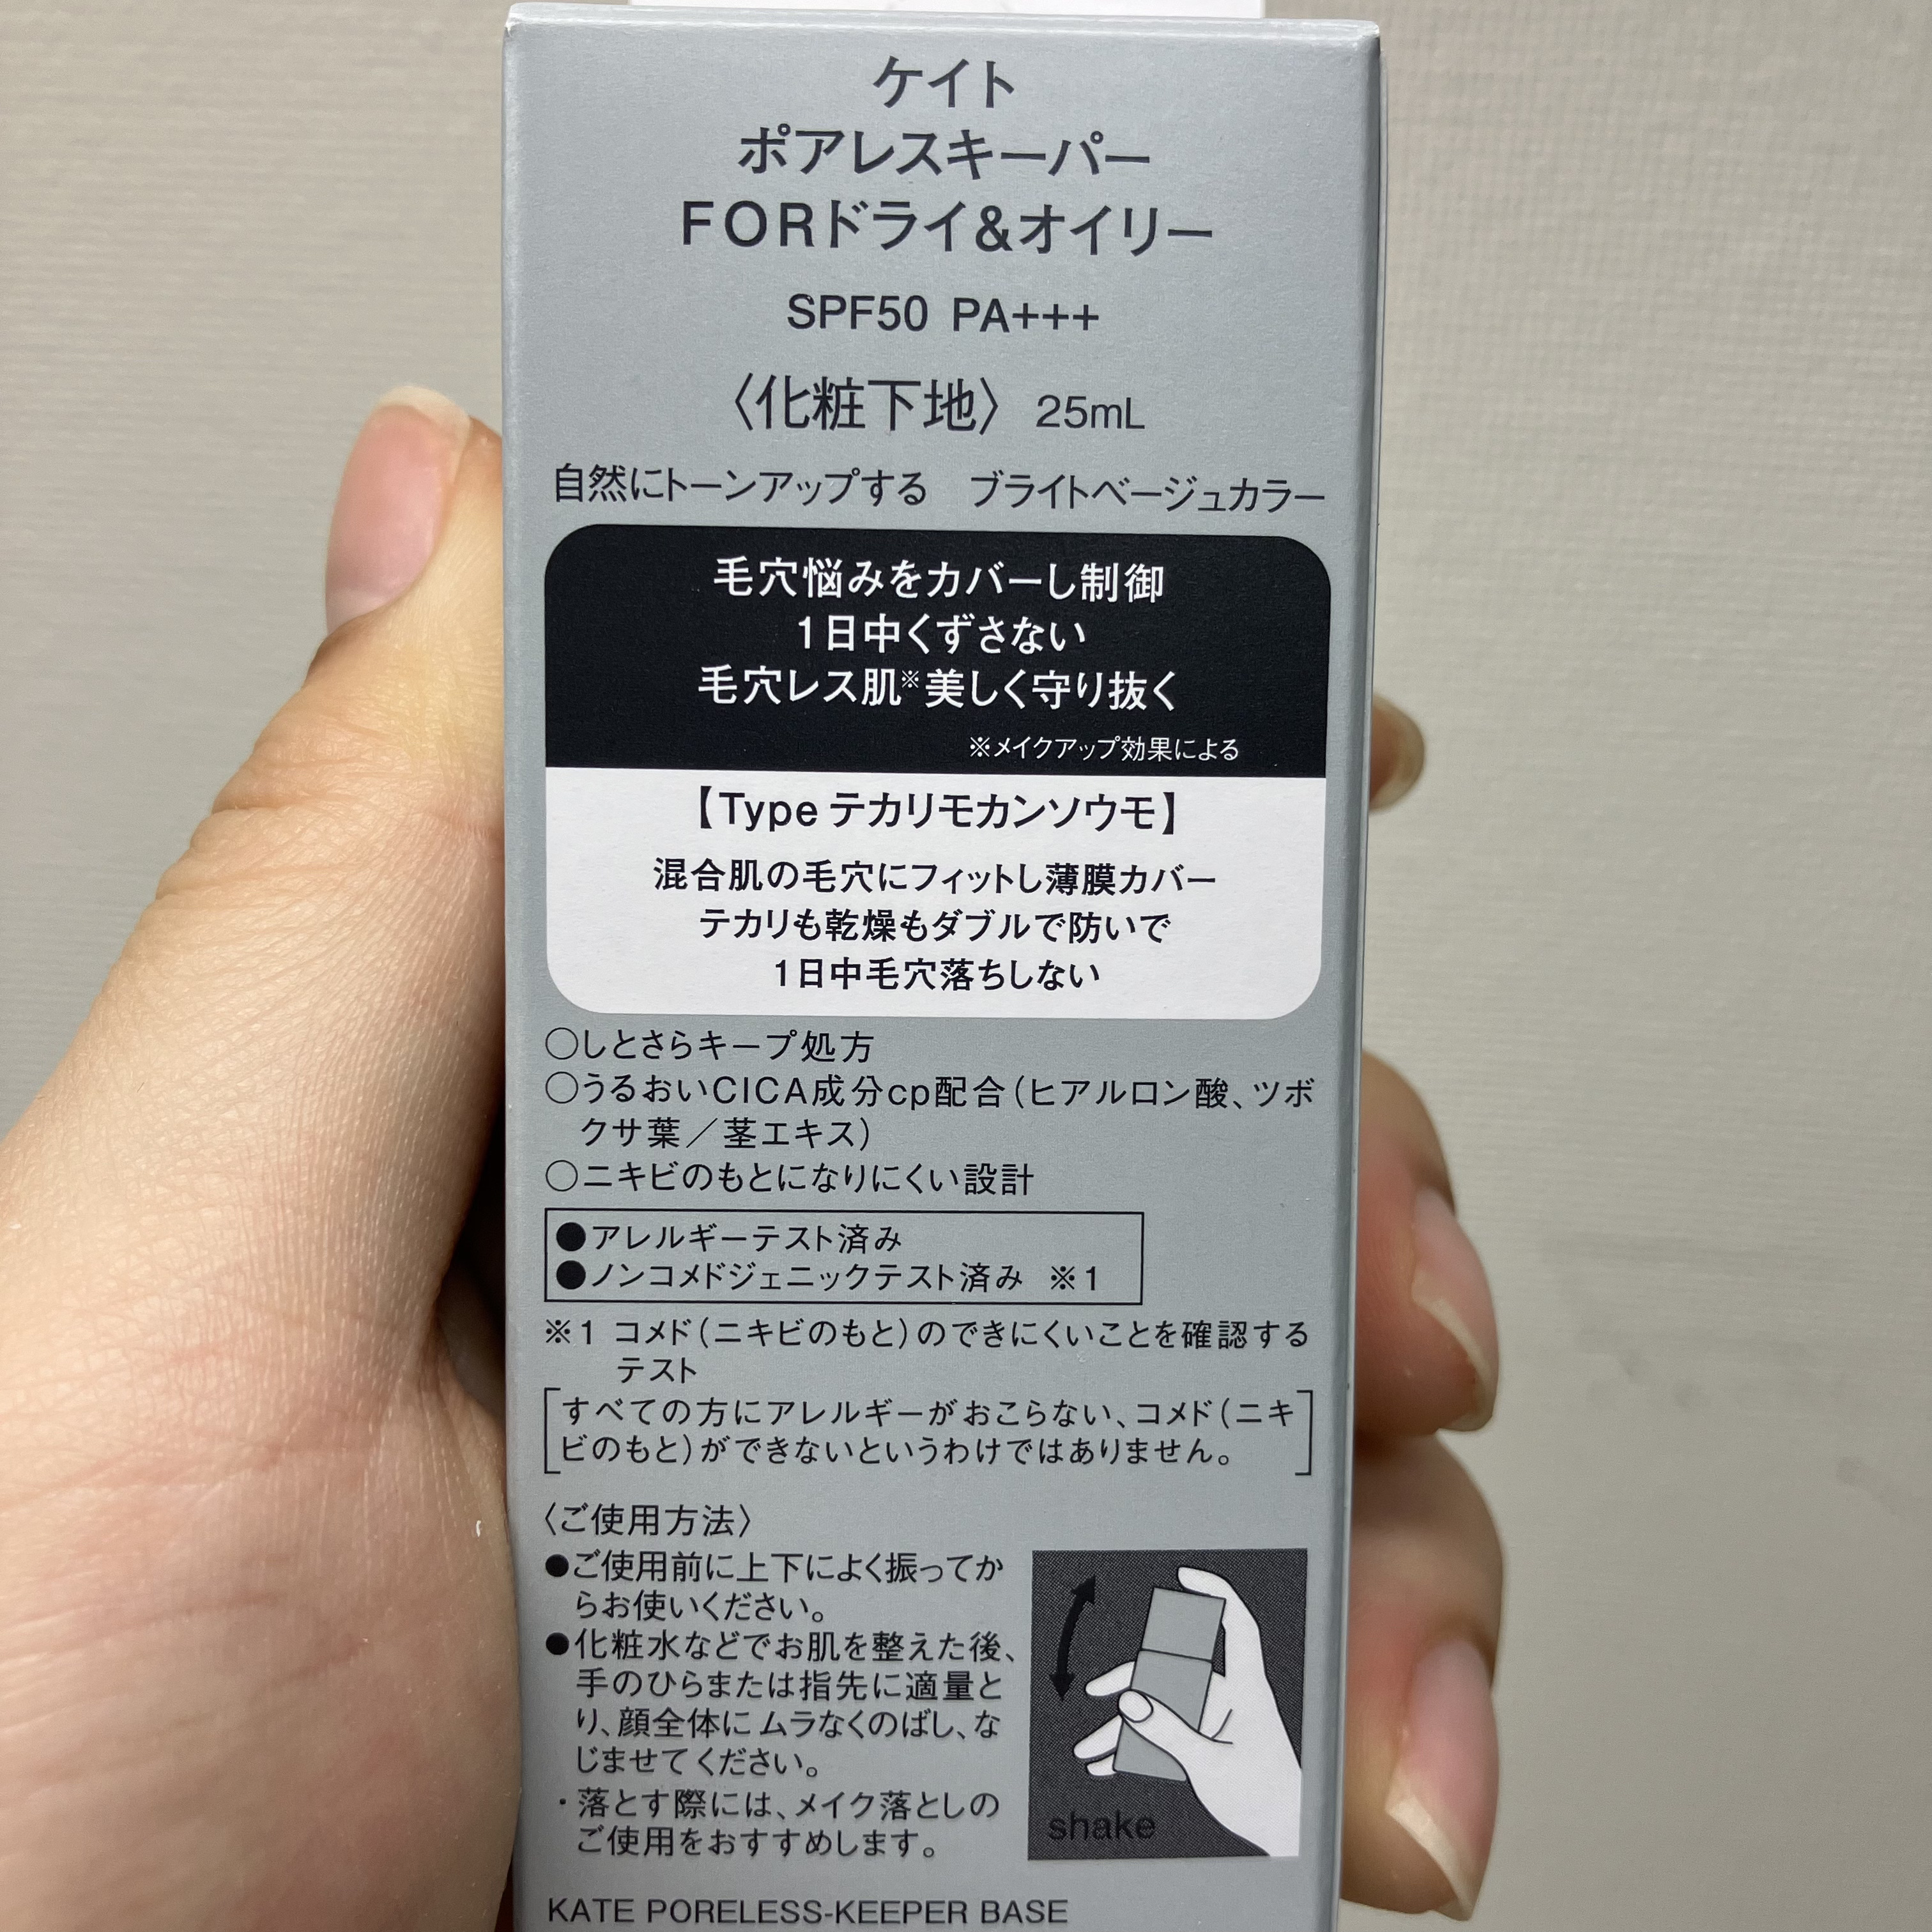 ケイト
ポアレスキーパー
FORドライ&オイリー
SPF50 PA+++
〈化粧下地〉 25mL
自然にトーンアップする ブライトベージュカラー
毛穴悩みをカバーし制御
1日中くずさない
毛穴レス肌※美しく守り抜く
※メイクアップ効果による
【Type テカリモカンソウモ】
混合肌の毛穴にフィットし薄膜カバー
テカリも乾燥もダブルで防いで
1日中毛穴落ちしない
○しとさらキープ処方
○うるおいCICA成分cp配合(ヒアルロン酸、ツボ
クサ葉/茎エキス)
○ニキビのもとになりにくい設計
●アレルギーテスト済み
●ノンコメドジェニックテスト済み ※1
※1 コメド(ニキビのもと)のできにくいことを確認する
テスト
[すべての方にアレルギーがおこらない、コメド(ニキ
ビのもと)ができないというわけではありません。]
〈ご使用方法〉
●ご使用前に上下によく振ってか
らお使いください。
●化粧水などでお肌を整えた後、
手のひらまたは指先に適量と
り、顔全体にムラなくのばし、な
じませてください。
・落とす際には、メイク落としの
ご使用をおすすめします。
shake
KATE PORELESS-KEEPER BASE